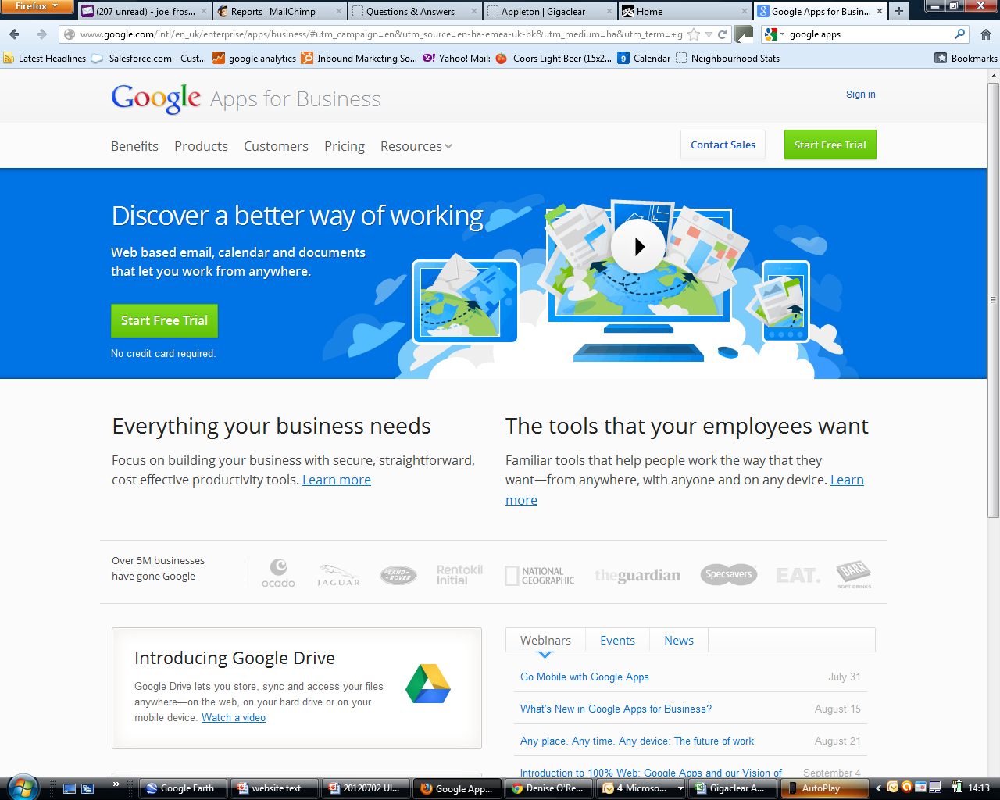 Firefox
(207 unread) - joe_fros...
Reports | MailChimp
Questions & Answers
Appleton | Gigaclear
Home
Google Apps for Busin...
www.google.com/intl/en_uk/enterprise/apps/business/#utm_campaign=en&utm_source=en-ha-emea-uk-bk&utm_medium=ha&utm_term=+g
google apps
Latest Headlines
Salesforce.com - Cust...
google analytics
Inbound Marketing So...
Yahoo! Mail:
Coors Light Beer (15x2...
9 Calendar
Neighbourhood Stats
Bookmarks
Google Apps for Business
Sign in
Benefits
Products
Customers
Pricing
Resources
Contact Sales
Start Free Trial
Discover a better way of working
Web based email, calendar and documents
that let you work from anywhere.
Start Free Trial
No credit card required.
Everything your business needs
Focus on building your business with secure, straightforward,
cost effective productivity tools. Learn more
The tools that your employees want
Familiar tools that help people work the way that they
want—from anywhere, with anyone and on any device. Learn
more
Over 5M businesses
have gone Google
ocado
JAGUAR
LAND
ROVER
Rentokil
Initial
NATIONAL
GEOGRAPHIC
theguardian
Specsavers
EAT.
BARR
SOFT DRINKS
Introducing Google Drive
Google Drive lets you store, sync and access your files
anywhere—on the web, on your hard drive or on your
mobile device. Watch a video
Webinars
Events
News
Go Mobile with Google Apps
July 31
What's New in Google Apps for Business?
August 15
Any place. Any time. Any device: The future of work
August 21
Introduction to 100% Web: Google Apps and our Vision of
September 4
Google Earth
website text
20120702 UI...
Google App...
Denise O'Re...
4 Microso...
Gigaclear A...
AutoPlay
14:13